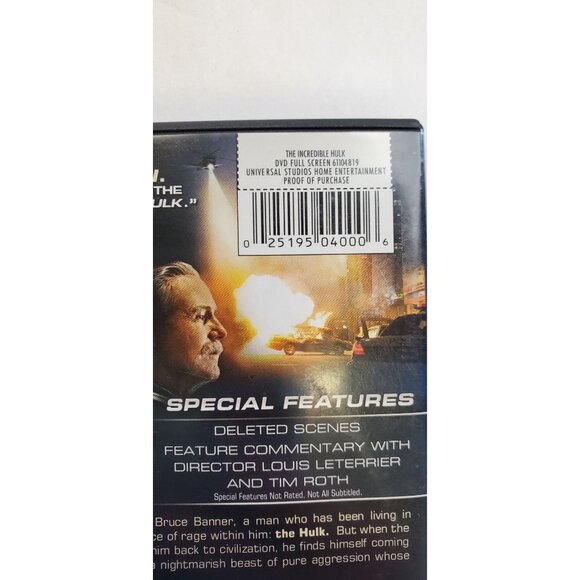 THE INCREDIBLE HULK
DVD FULL SCREEN 61104819
UNIVERSAL STUDIOS HOME ENTERTAINMENT
PROOF OF PURCHASE
0 25195 04000 6
THE
ULK.”
SPECIAL FEATURES
DELETED SCENES
FEATURE COMMENTARY WITH
DIRECTOR LOUIS LETERRIER
AND TIM ROTH
Special Features Not Rated. Not All Subtitled.
Bruce Banner, a man who has been living in
ce of rage within him: the Hulk. But when the
him back to civilization, he finds himself coming
a nightmarish beast of pure aggression whose